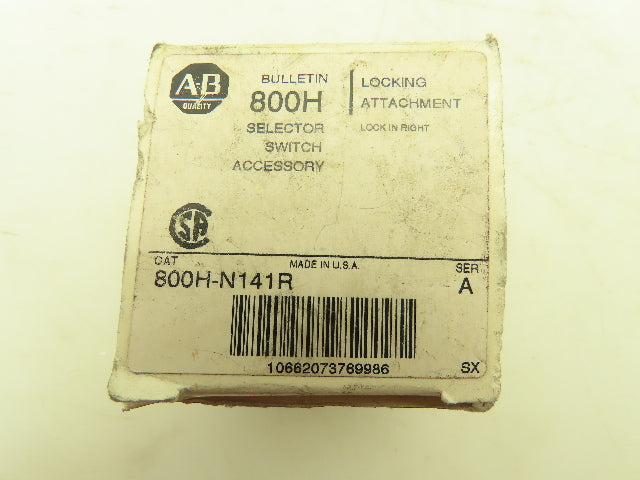 A-B
QUALITY
BULLETIN
800H
SELECTOR
SWITCH
ACCESSORY
LOCKING
ATTACHMENT
LOCK IN RIGHT
CSA
CAT
MADE IN U.S.A.
SER
800H-N141R
A
10662073769986
SX